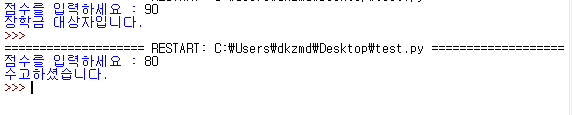 점수를 입력하세요 : 90
장학금 대상자입니다.
>>>
==================== RESTART: C:\Users\dkzmd\Desktop\test.py ===================
점수를 입력하세요 : 80
수고하셨습니다.
>>>